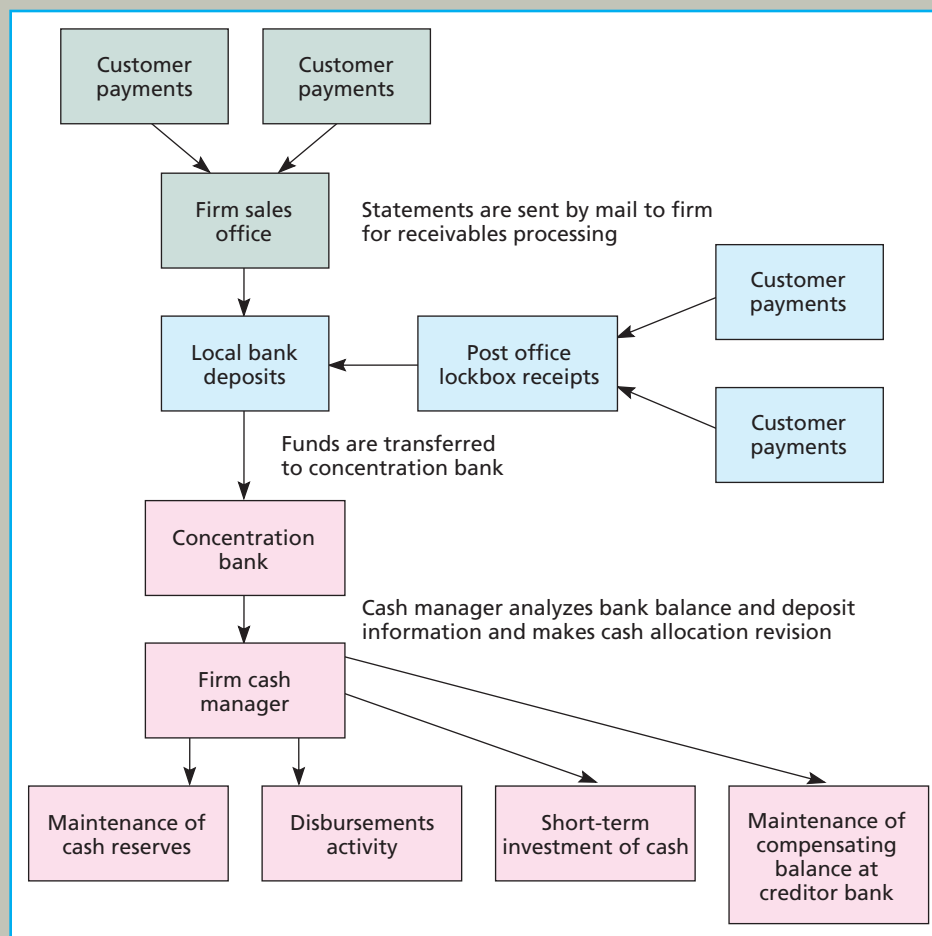 Customer
payments
Customer
payments
Firm sales
office
Statements are sent by mail to firm
for receivables processing
Customer
payments
Local bank
deposits
Post office
lockbox receipts
Customer
payments
Funds are transferred
to concentration bank
Concentration
bank
Cash manager analyzes bank balance and deposit
information and makes cash allocation revision
Firm cash
manager
Maintenance of
cash reserves
Disbursements
activity
Short-term
investment of cash
Maintenance of
compensating
balance at
creditor bank